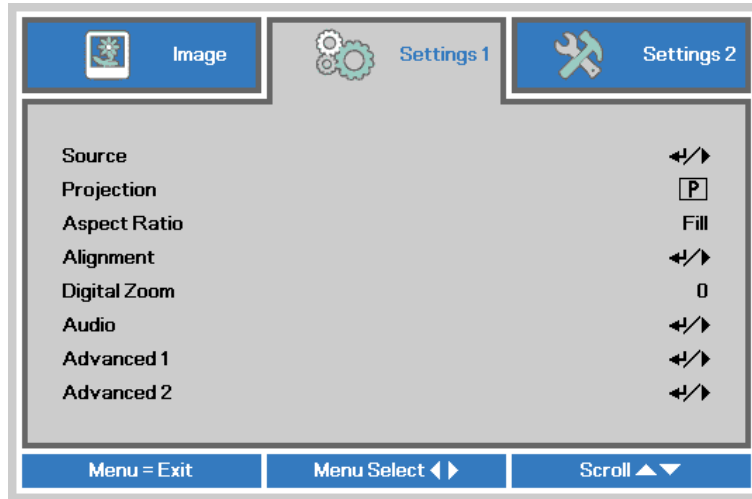 Image
Settings 1
Settings 2
Source
Projection P
Aspect Ratio Fill
Alignment
Digital Zoom 0
Audio
Advanced 1
Advanced 2
Menu = Exit
Menu Select
Scroll